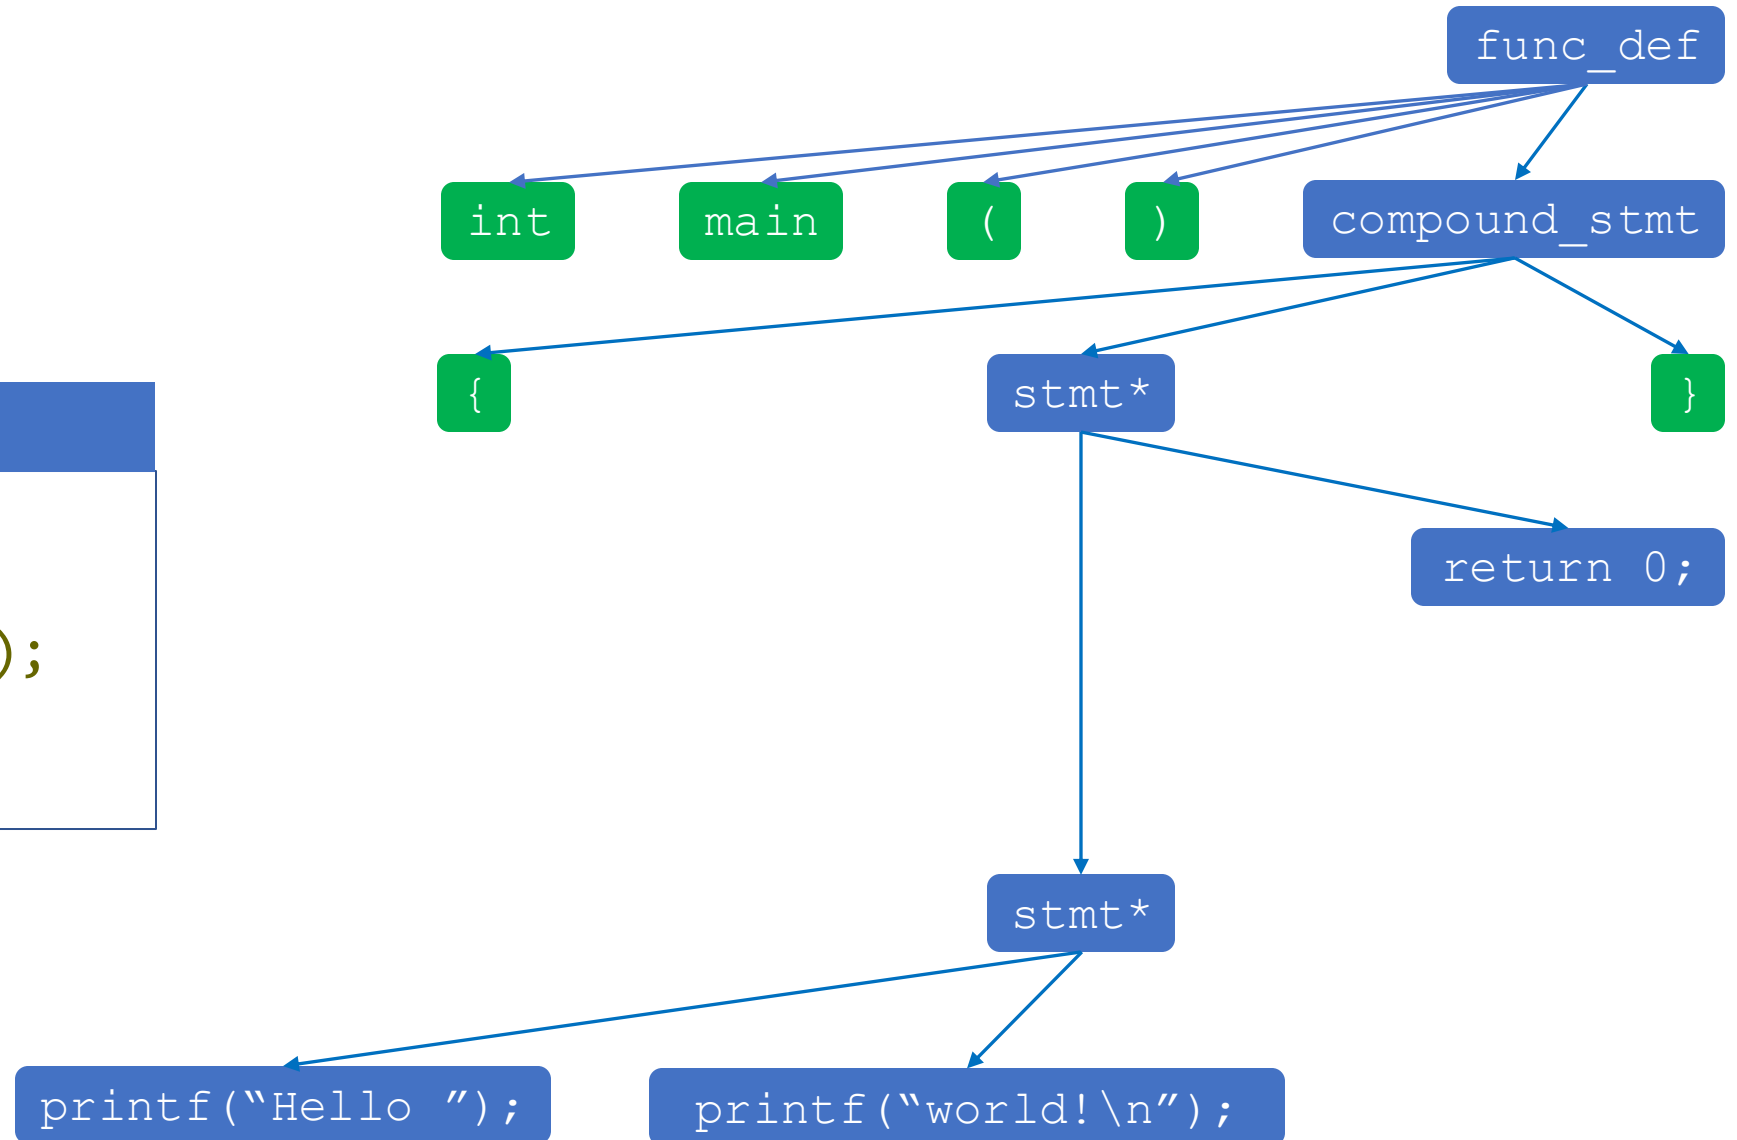 func_def
int main ( ) compound_stmt
{ stmt* }
return 0;
);
stmt*
printf(“Hello ”); printf(“world!\n”);